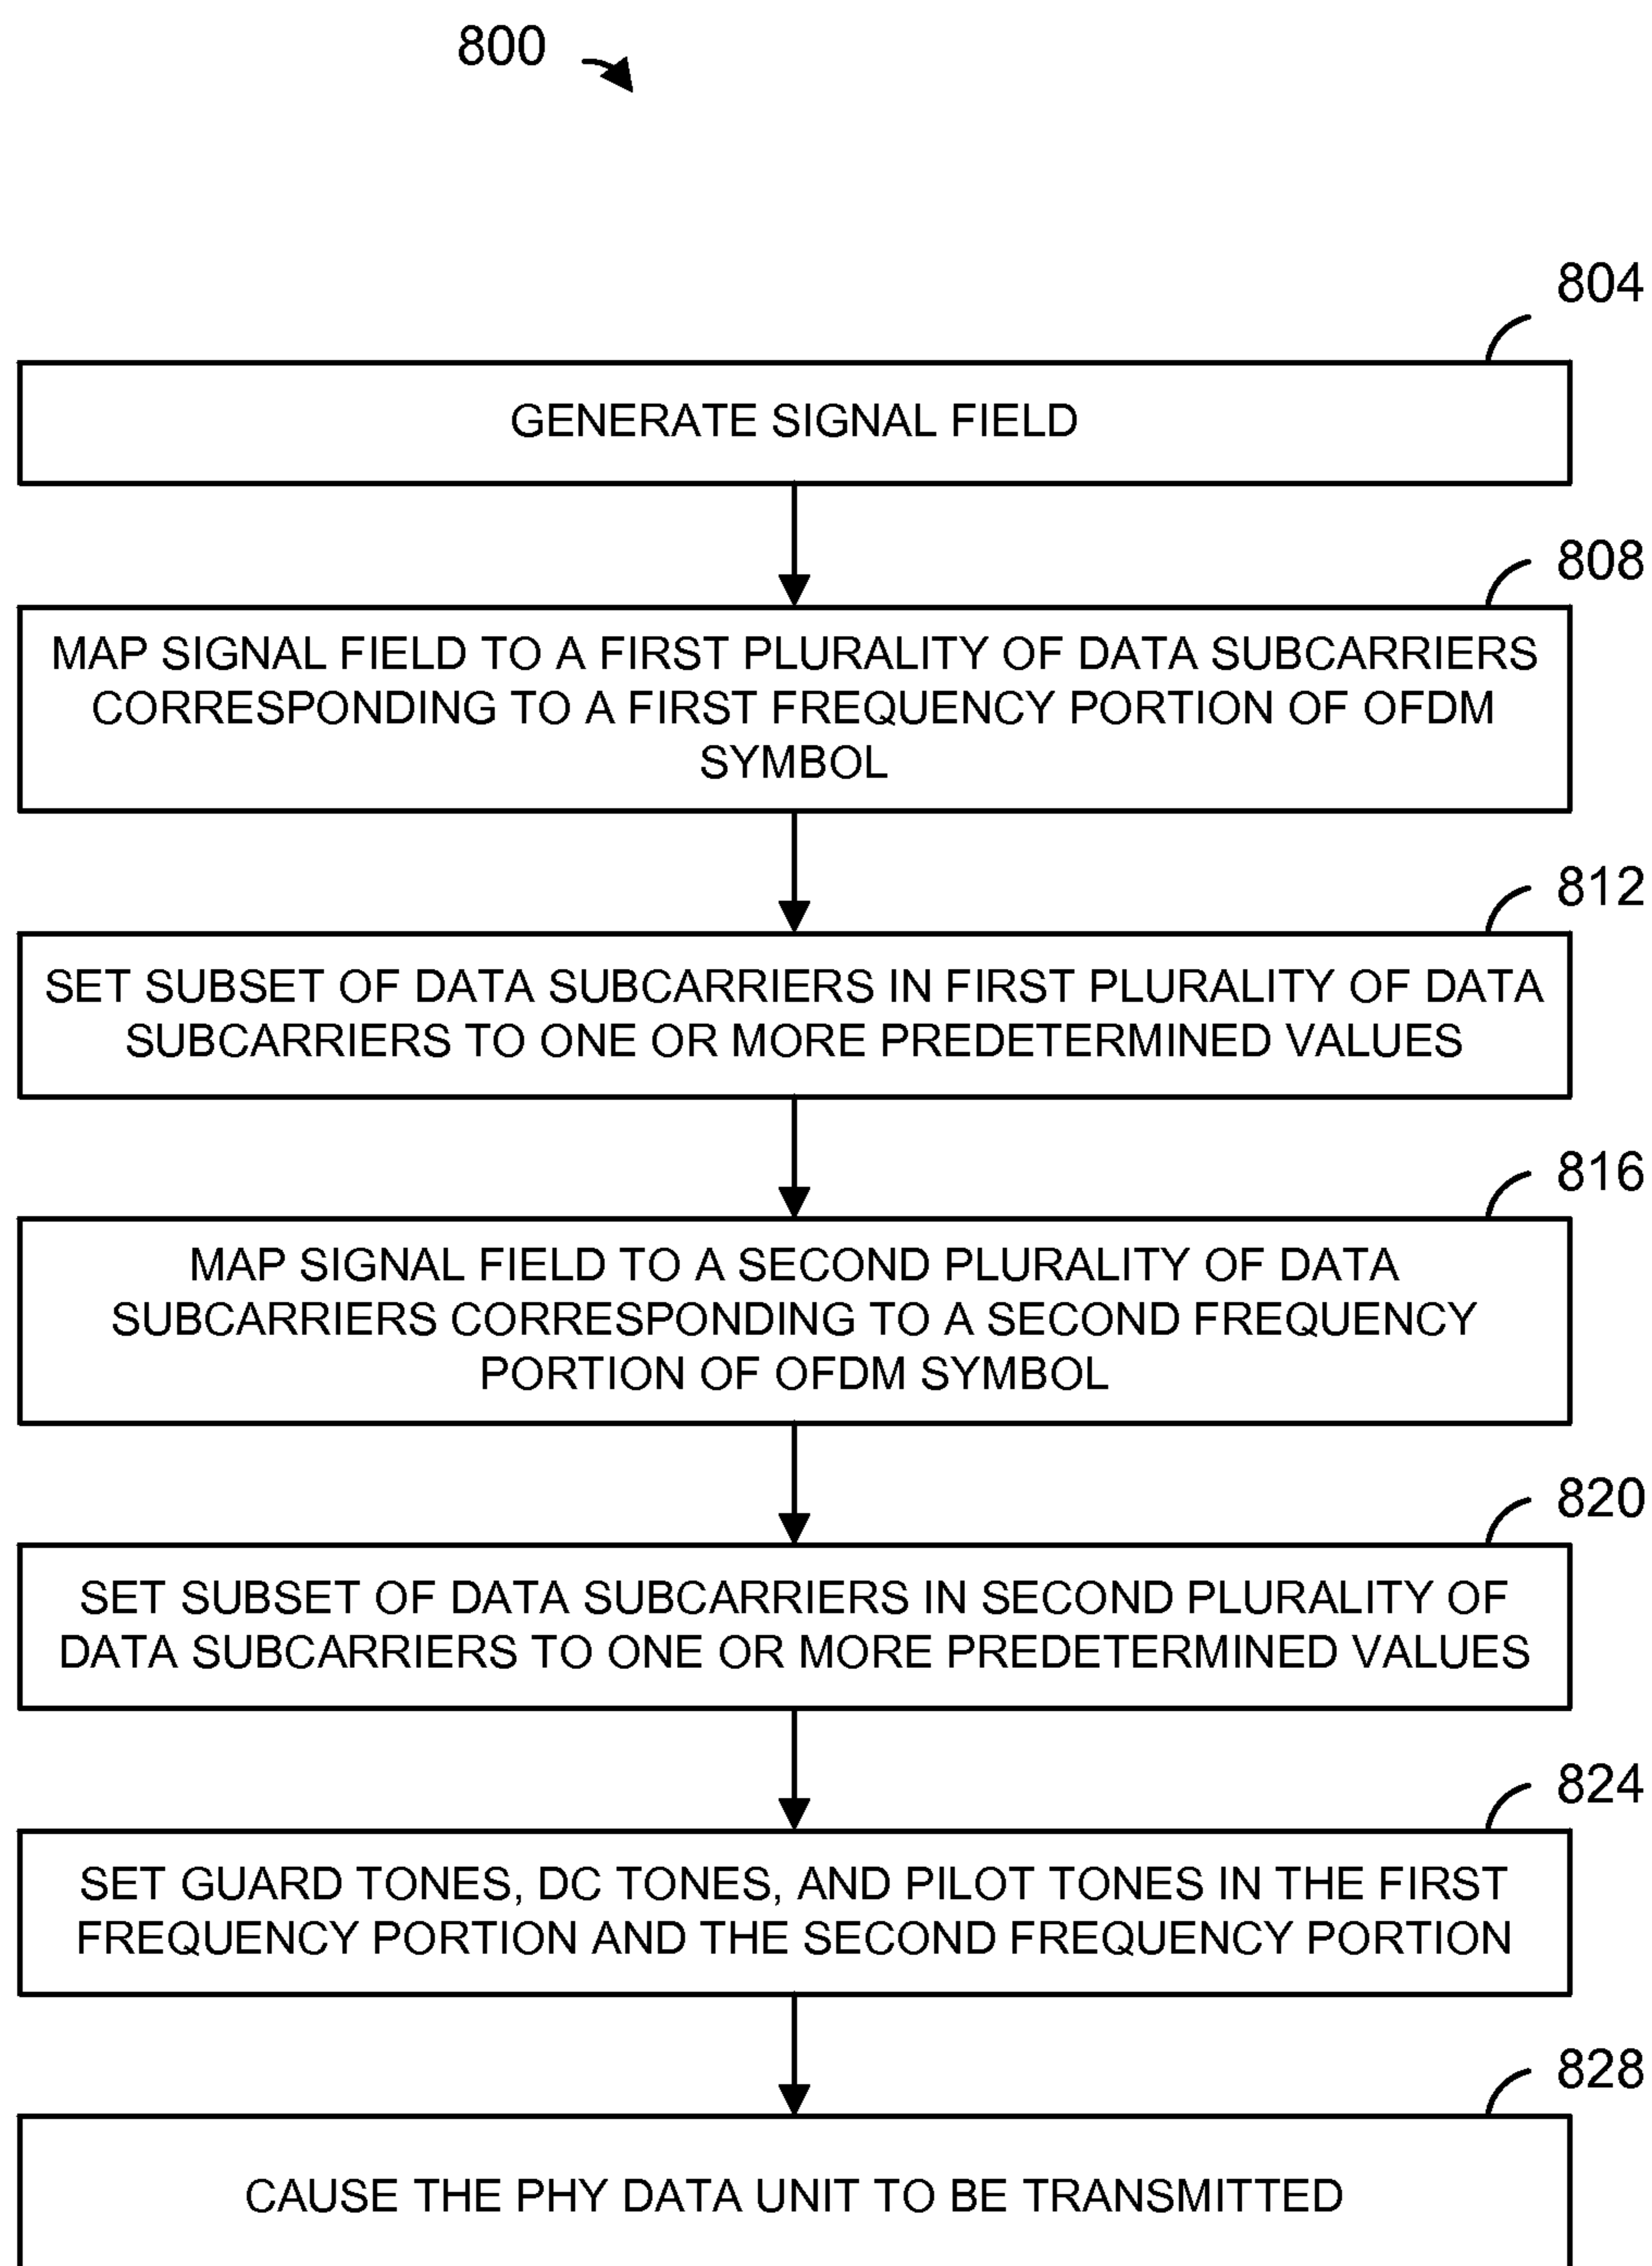 800
804
GENERATE SIGNAL FIELD
808
MAP SIGNAL FIELD TO A FIRST PLURALITY OF DATA SUBCARRIERS
CORRESPONDING TO A FIRST FREQUENCY PORTION OF OFDM
SYMBOL
812
SET SUBSET OF DATA SUBCARRIERS IN FIRST PLURALITY OF DATA
SUBCARRIERS TO ONE OR MORE PREDETERMINED VALUES
816
MAP SIGNAL FIELD TO A SECOND PLURALITY OF DATA
SUBCARRIERS CORRESPONDING TO A SECOND FREQUENCY
PORTION OF OFDM SYMBOL
820
SET SUBSET OF DATA SUBCARRIERS IN SECOND PLURALITY OF
DATA SUBCARRIERS TO ONE OR MORE PREDETERMINED VALUES
824
SET GUARD TONES, DC TONES, AND PILOT TONES IN THE FIRST
FREQUENCY PORTION AND THE SECOND FREQUENCY PORTION
828
CAUSE THE PHY DATA UNIT TO BE TRANSMITTED